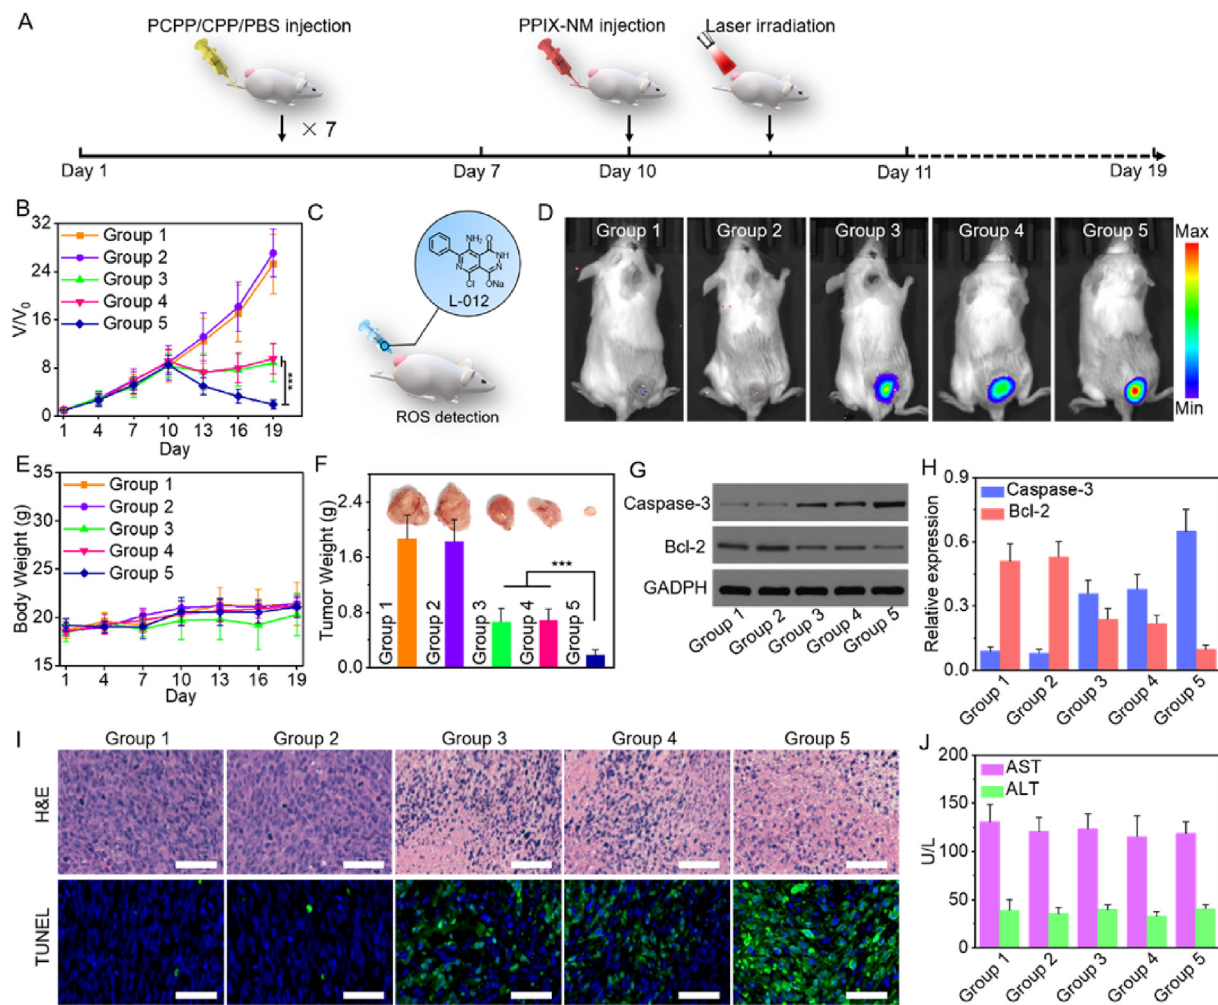 A
PCPP/CPP/PBS injection
PPIX-NM injection
Laser irradiation
× 7
Day 1
Day 7
Day 10
Day 11
Day 19
B
32
24
16
8
0
V/V0
Group 1
Group 2
Group 3
Group 4
Group 5
***
1 4 7 10 13 16 19
Day
C
NH2
O
NH
N
N
Cl
ONa
L-012
ROS detection
D
Group 1 Group 2 Group 3 Group 4 Group 5
Max
Min
E
35
30
25
20
15
Body Weight (g)
Group 1
Group 2
Group 3
Group 4
Group 5
1 4 7 10 13 16 19
Day
F
2.4
1.6
0.8
0.0
Tumor Weight (g)
***
Group 1
Group 2
Group 3
Group 4
Group 5
G
Caspase-3
Bcl-2
GADPH
Group 1
Group 2
Group 3
Group 4
Group 5
H
0.9
0.6
0.3
0.0
Relative expression
Caspase-3
Bcl-2
Group 1
Group 2
Group 3
Group 4
Group 5
I
Group 1 Group 2 Group 3 Group 4 Group 5
H&E
TUNEL
J
200
150
100
50
0
U/L
AST
ALT
Group 1
Group 2
Group 3
Group 4
Group 5